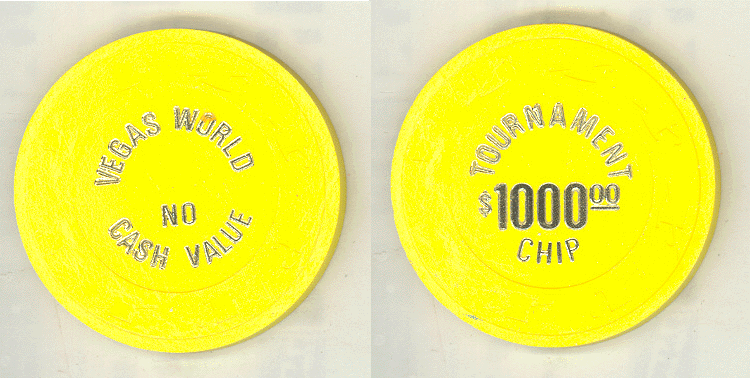 VEGAS WORLD
NO
CASH VALUE
TOURNAMENT
$1000 00
CHIP